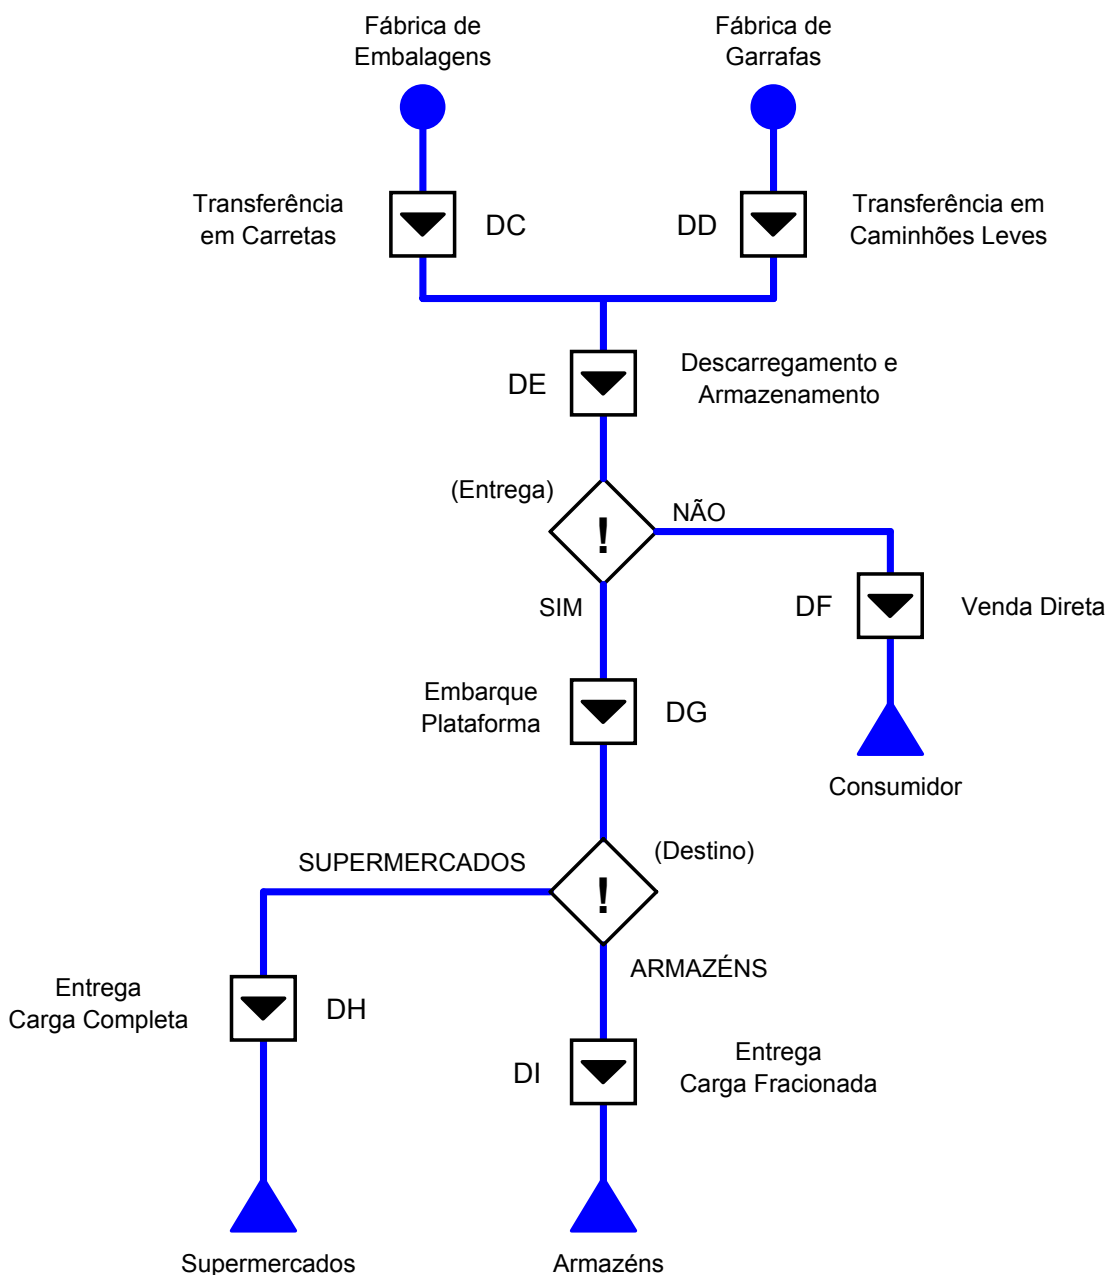 Fábrica de
Embalagens
Fábrica de
Garrafas
Transferência
em Carretas
DC
DD
Transferência em
Caminhões Leves
DE
Descarregamento e
Armazenamento
(Entrega)
!
NÃO
SIM
DF
Venda Direta
Embarque
Plataforma
DG
Consumidor
SUPERMERCADOS
(Destino)
!
ARMAZÉNS
Entrega
Carga Completa
DH
DI
Entrega
Carga Fracionada
Supermercados
Armazéns